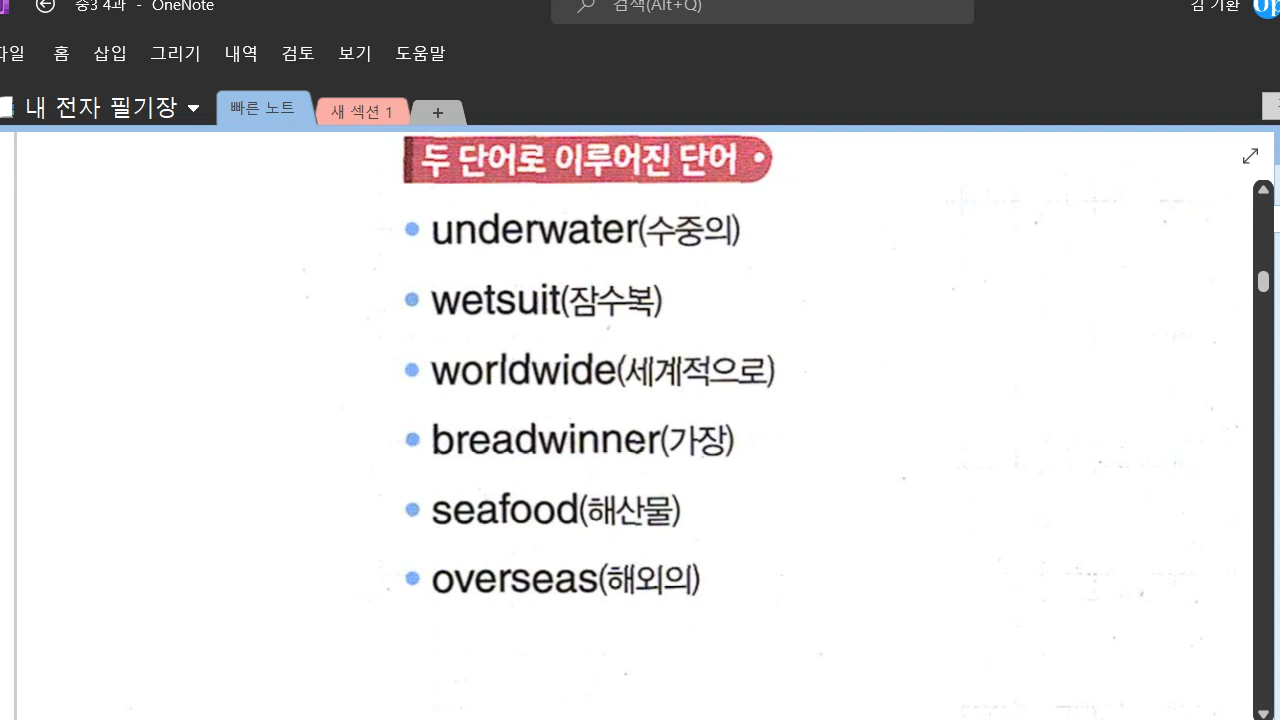 중3 4과 - OneNote
검색(Alt+Q)
김 기환
파일 홈 삽입 그리기 내역 검토 보기 도움말
내 전자 필기장
빠른 노트
새 섹션 1
+
두 단어로 이루어진 단어
underwater(수중의)
wetsuit(잠수복)
worldwide(세계적으로)
breadwinner(가장)
seafood(해산물)
overseas(해외의)